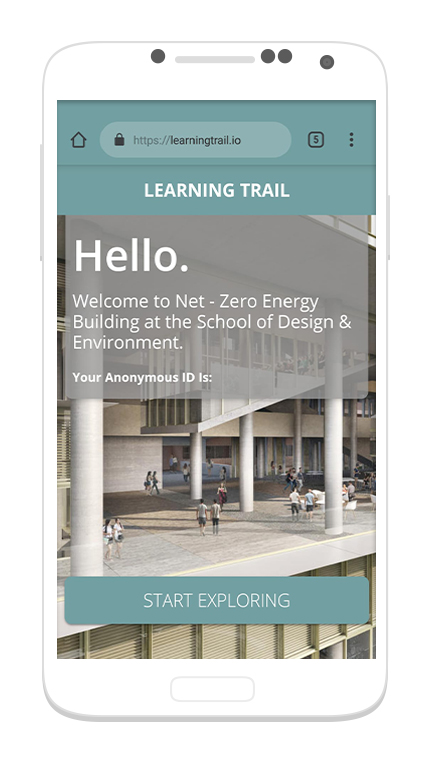 https://learningtrail.io
5
LEARNING TRAIL
Hello.
Welcome to Net - Zero Energy
Building at the School of Design &
Environment.
Your Anonymous ID Is:
START EXPLORING